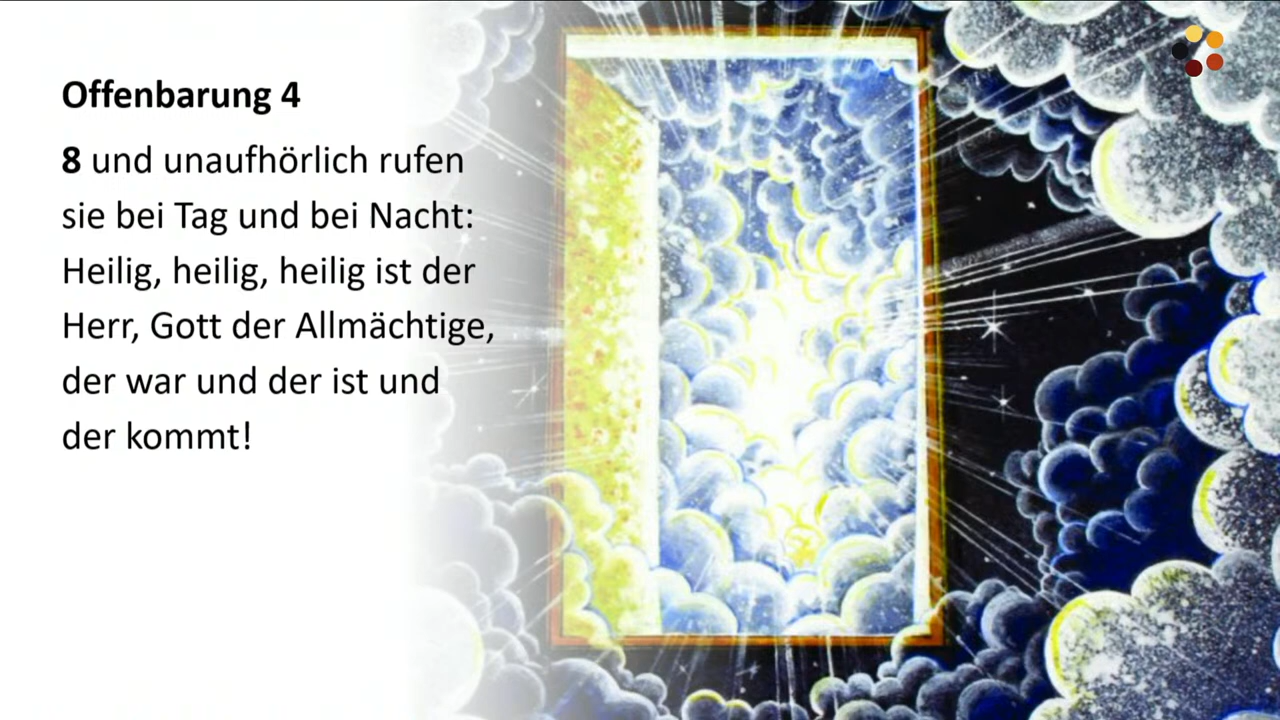 Offenbarung 4
8 und unaufhörlich rufen
sie bei Tag und bei Nacht:
Heilig, heilig, heilig ist der
Herr, Gott der Allmächtige,
der war und der ist und
der kommt!